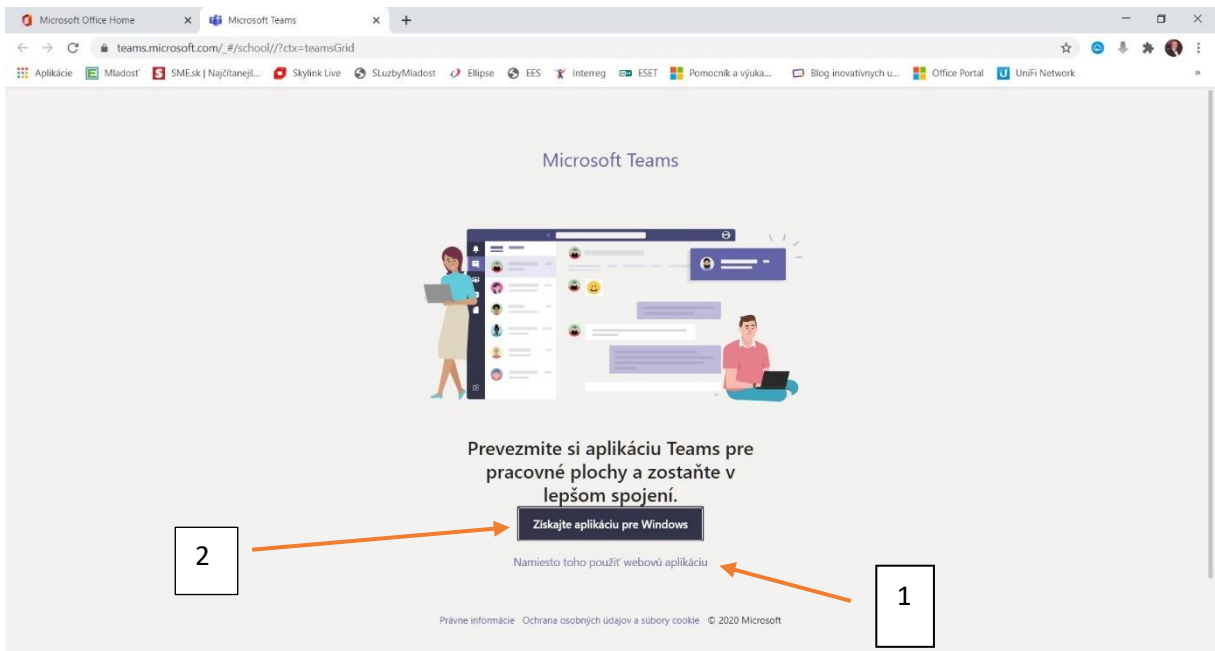 Microsoft Office Home
Microsoft Teams
teams.microsoft.com/_#/school//?ctx=teamsGrid
Aplikácie Mladosť SME.sk | Najčítanejš... Skylink Live SLuzbyMladost Ellipse EES Interreg ESET Pomocník a výuka... Blog inovatívnych u... Office Portal UniFi Network »
Microsoft Teams
Prevezmite si aplikáciu Teams pre
pracovné plochy a zostaňte v
lepšom spojení.
Získajte aplikáciu pre Windows
2
Namiesto toho použiť webovú aplikáciu
1
Právne informácie Ochrana osobných údajov a súbory cookie © 2020 Microsoft